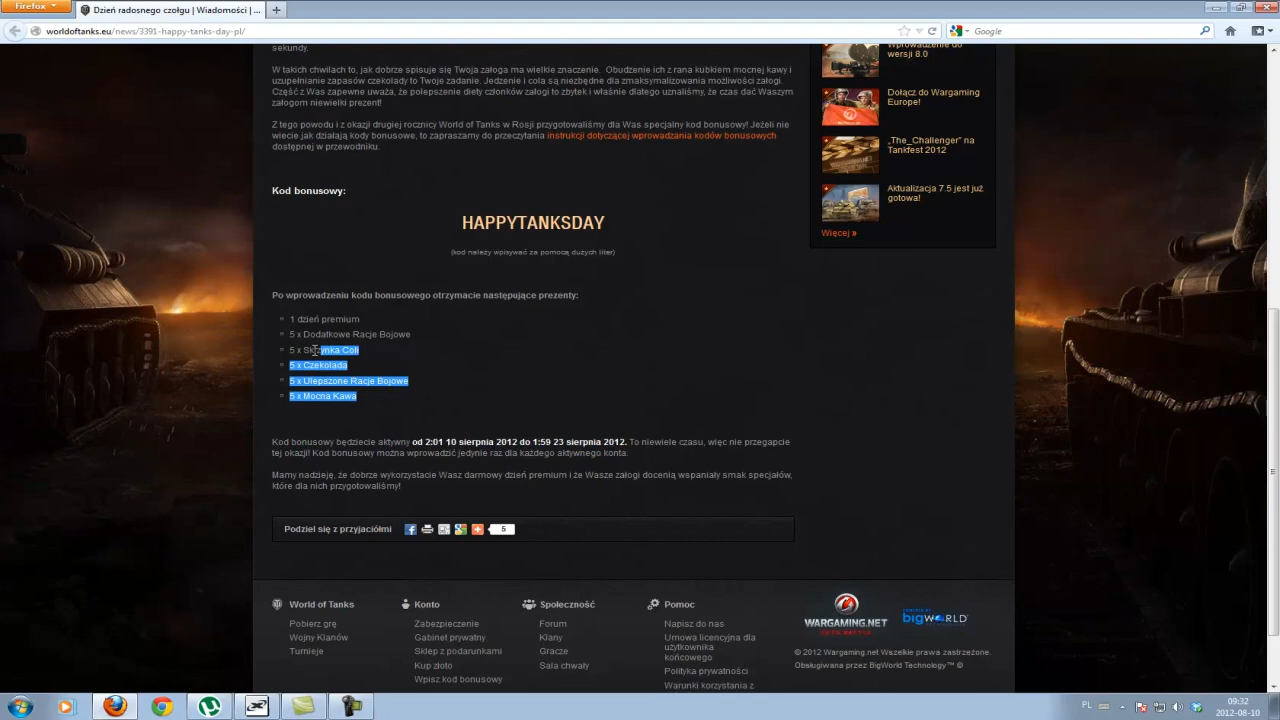 Firefox
Dzień radosnego czołgu | Wiadomości | ...
worldoftanks.eu/news/3391-happy-tanks-day-pl/
Google
sekundy.
W takich chwilach to, jak dobrze spisuje się Twoja załoga ma wielkie znaczenie. Obudzenie ich z rana kubkiem mocnej kawy i
uzupełnianie zapasów czekolady to Twoje zadanie. Jedzenie i cola są niezbędne dla zmaksymalizowania możliwości załogi.
Część z Was zapewne uważa, że polepszenie diety członków załogi to zbytek i właśnie dlatego uznaliśmy, że czas dać Waszym
załogom niewielki prezent!
Z tego powodu i z okazji drugiej rocznicy World of Tanks w Rosji przygotowaliśmy dla Was specjalny kod bonusowy! Jeżeli nie
wiecie jak działają kody bonusowe, to zapraszamy do przeczytania instrukcji dotyczącej wprowadzania kodów bonusowych
dostępnej w przewodniku.
Kod bonusowy:
HAPPYTANKSDAY
(kod należy wpisywać za pomocą dużych liter)
Po wprowadzeniu kodu bonusowego otrzymacie następujące prezenty:
1 dzień premium
5 x Dodatkowe Racje Bojowe
5 x Skrzynka Coli
5 x Czekolada
5 x Ulepszone Racje Bojowe
5 x Mocna Kawa
Kod bonusowy będziecie aktywny od 2:01 10 sierpnia 2012 do 1:59 23 sierpnia 2012. To niewiele czasu, więc nie przegapcie
tej okazji! Kod bonusowy można wprowadzić jedynie raz dla każdego aktywnego konta.
Mamy nadzieję, że dobrze wykorzystacie Wasz darmowy dzień premium i że Wasze załogi docenią wspaniały smak specjałów,
które dla nich przygotowaliśmy!
Podziel się z przyjaciółmi
5
Wprowadzenie do
wersji 8.0
Dołącz do Wargaming
Europe!
„The_Challenger” na
Tankfest 2012
Aktualizacja 7.5 jest już
gotowa!
Więcej »
World of Tanks
Pobierz grę
Wojny Klanów
Turnieje
Konto
Zabezpieczenie
Gabinet prywatny
Sklep z podarunkami
Kup złoto
Wpisz kod bonusowy
Społeczność
Forum
Klany
Gracze
Sala chwały
Pomoc
Napisz do nas
Umowa licencyjna dla
użytkownika
końcowego
Polityka prywatności
Warunki korzystania z
WARGAMING.NET
LET'S BATTLE
POWERED BY
BIGWORLD
© 2012 Wargaming.net Wszelkie prawa zastrzeżone.
Obsługiwana przez BigWorld Technology™ ©
PL
09:32
2012-08-10